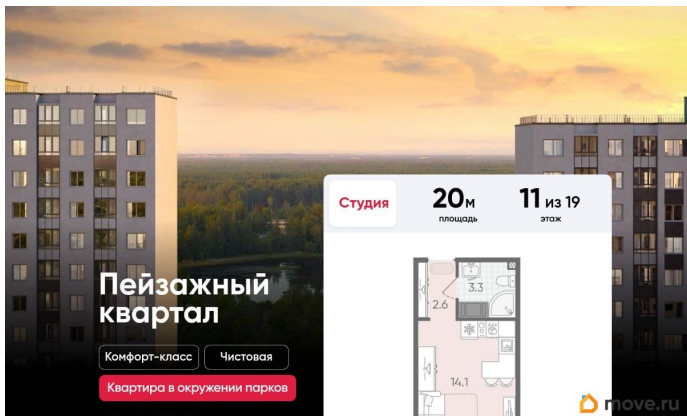 Студия
20м
площадь
11 из 19
этаж
Пейзажный
квартал
Комфорт-класс
Чистовая
Квартира в окружении парков
2.6
3.3
14.1
move.ru